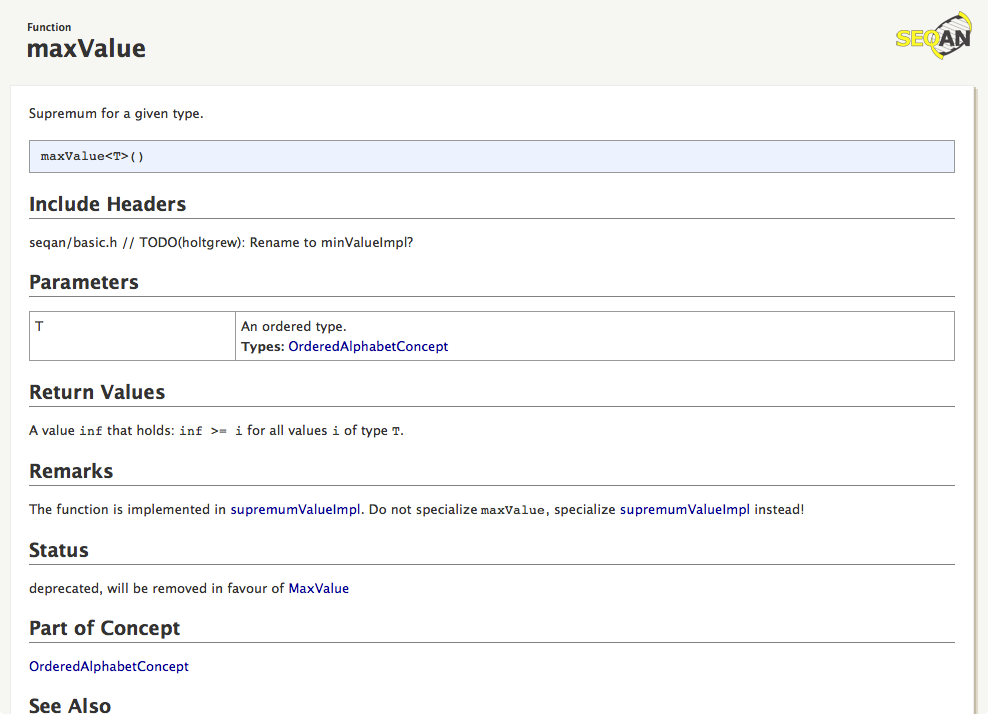 Function
maxValue
SEQAN
Supremum for a given type.
maxValue<T>()
Include Headers
seqan/basic.h // TODO(holtgrew): Rename to minValueImpl?
Parameters
T
An ordered type.
Types: OrderedAlphabetConcept
Return Values
A value inf that holds: inf >= i for all values i of type T.
Remarks
The function is implemented in supremumValueImpl. Do not specialize maxValue, specialize supremumValueImpl instead!
Status
deprecated, will be removed in favour of MaxValue
Part of Concept
OrderedAlphabetConcept
See Also